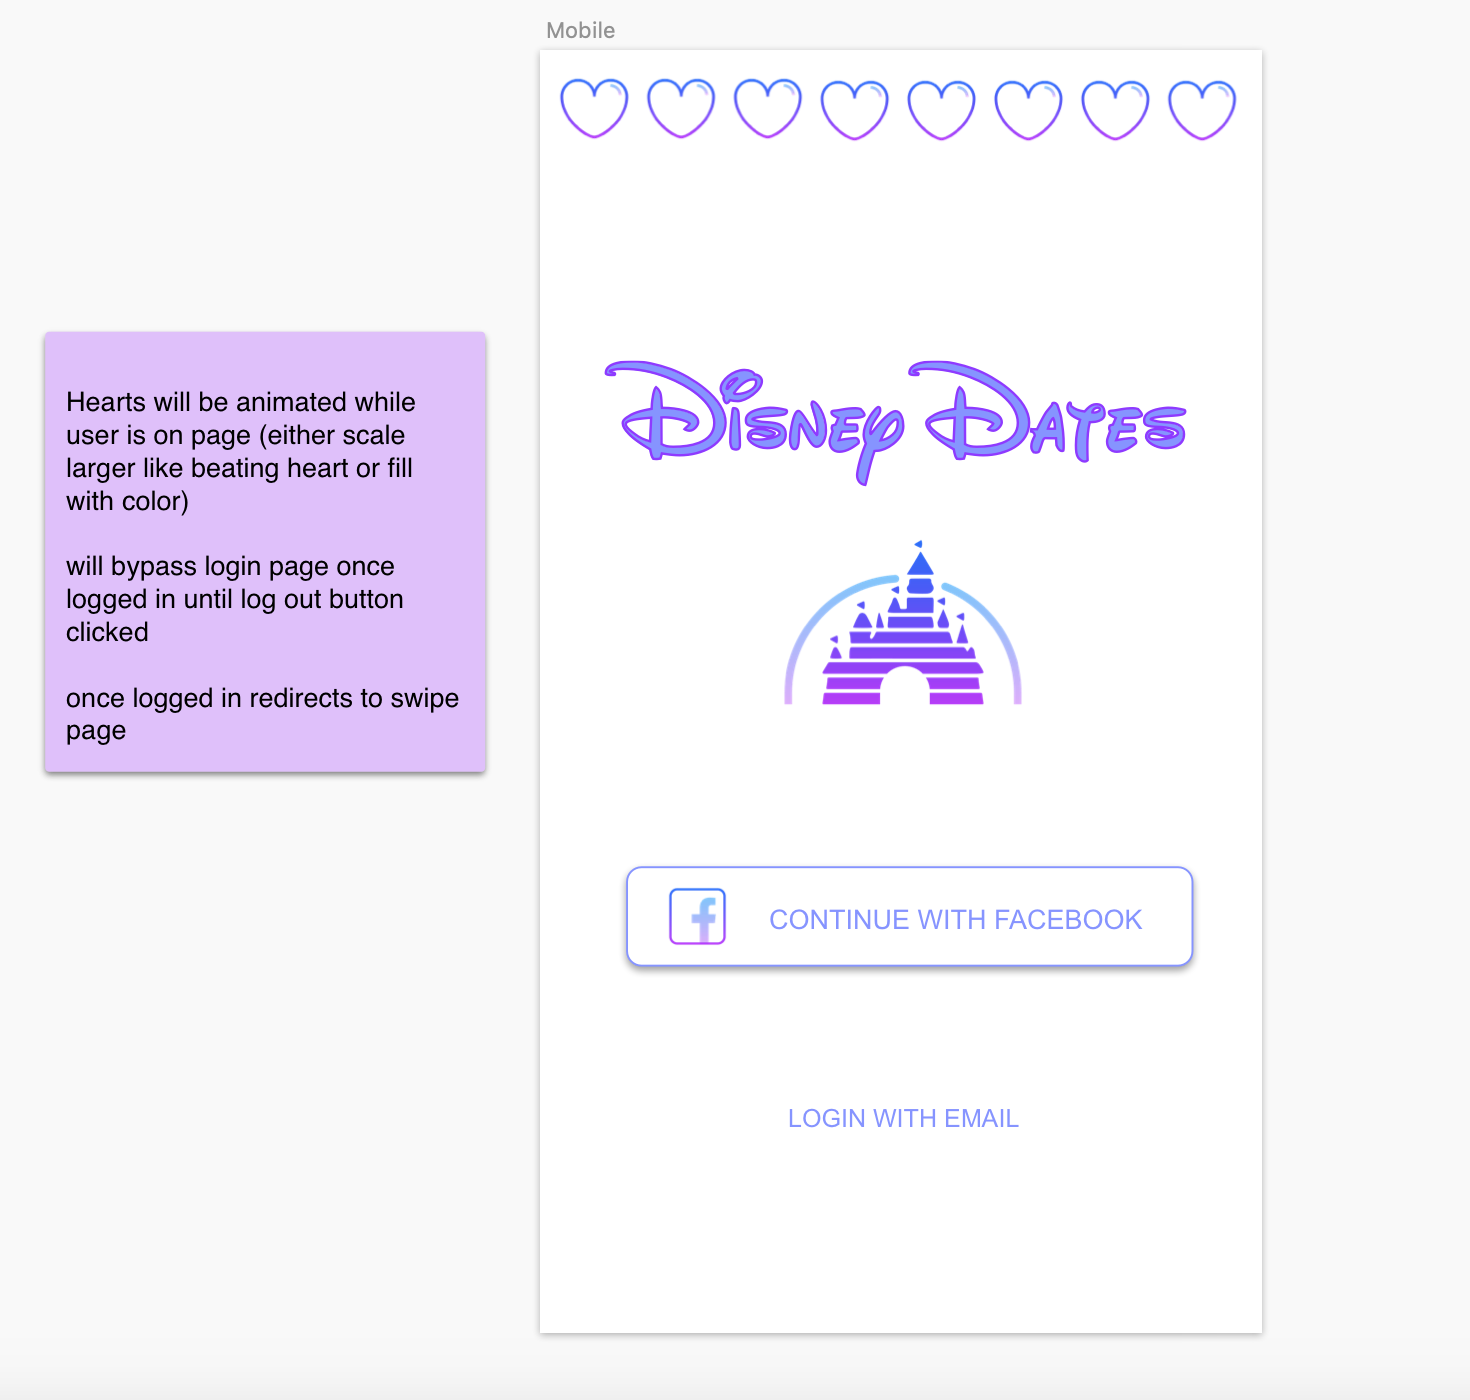 Mobile
Hearts will be animated while
user is on page (either scale
larger like beating heart or fill
with color)
will bypass login page once
logged in until log out button
clicked
once logged in redirects to swipe
page
Disney Dates
f
CONTINUE WITH FACEBOOK
LOGIN WITH EMAIL